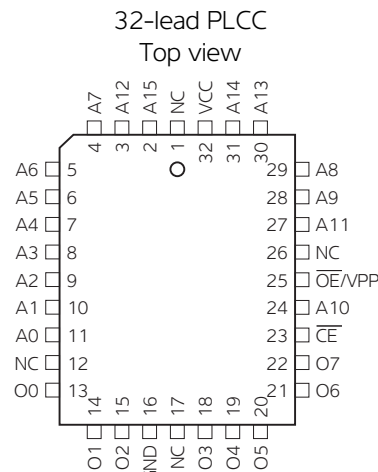 32-lead PLCC
Top view
A7 A12 A15 NC VCC A14 A13
4 3 2 1 32 31 30
A6 5 29 A8
A5 6 28 A9
A4 7 27 A11
A3 8 26 NC
A2 9 25 O̅E̅/VPP
A1 10 24 A10
A0 11 23 C̅E̅
NC 12 22 O7
O0 13 21 O6
14 15 16 17 18 19 20
O1 O2 GND NC O3 O4 O5